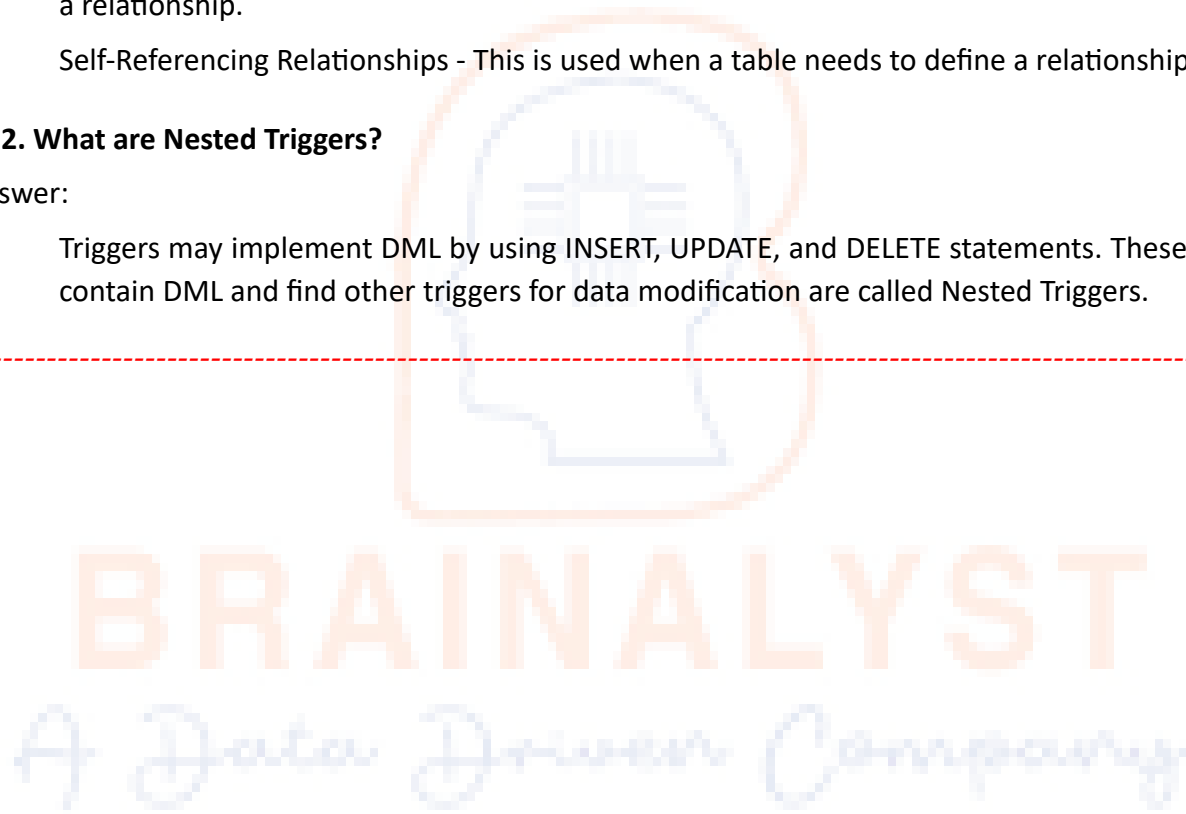 a relationship.
Self-Referencing Relationships - This is used when a table needs to define a relationship
2. What are Nested Triggers?
swer:
Triggers may implement DML by using INSERT, UPDATE, and DELETE statements. These
contain DML and find other triggers for data modification are called Nested Triggers.
BRAINALYST
A Data Driven Company